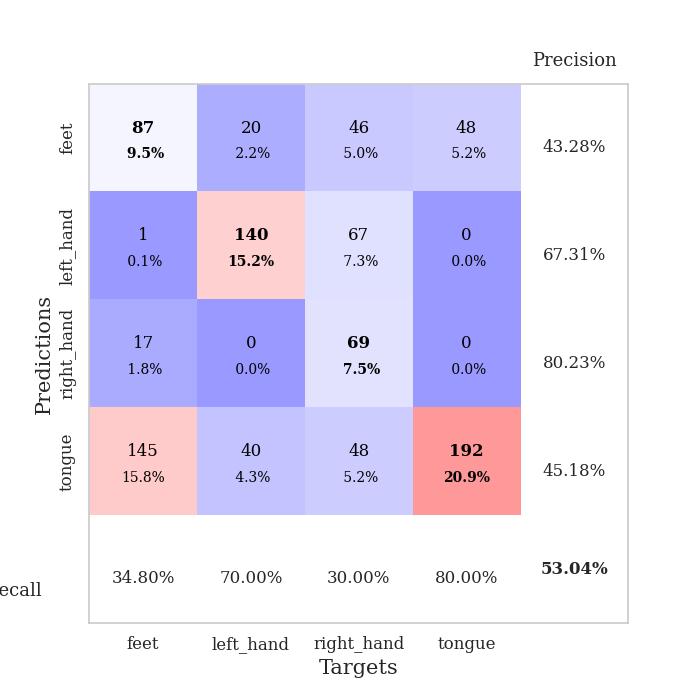 Precision
feet 87 20 46 48 43.28%
9.5% 2.2% 5.0% 5.2%
left_hand 1 140 67 0 67.31%
0.1% 15.2% 7.3% 0.0%
right_hand 17 0 69 0 80.23%
1.8% 0.0% 7.5% 0.0%
tongue 145 40 48 192 45.18%
15.8% 4.3% 5.2% 20.9%
Predictions
ecall 34.80% 70.00% 30.00% 80.00% 53.04%
feet left_hand right_hand tongue
Targets